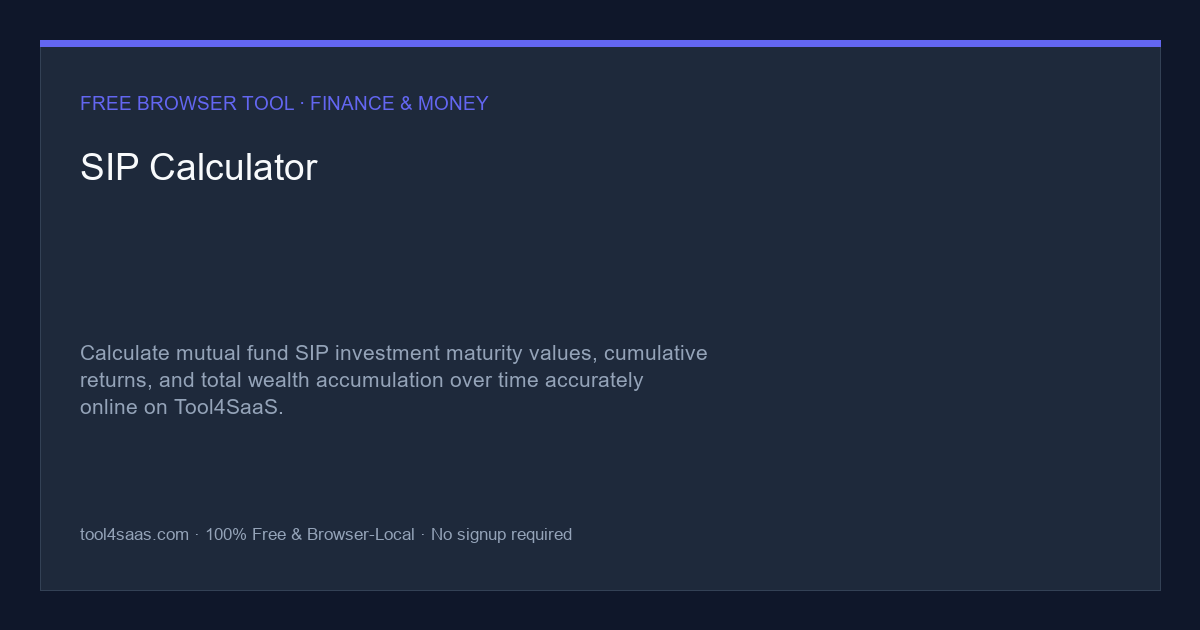 FREE BROWSER TOOL · FINANCE & MONEY
SIP Calculator
Calculate mutual fund SIP investment maturity values, cumulative
returns, and total wealth accumulation over time accurately
online on Tool4SaaS.
tool4saas.com · 100% Free & Browser-Local · No signup required